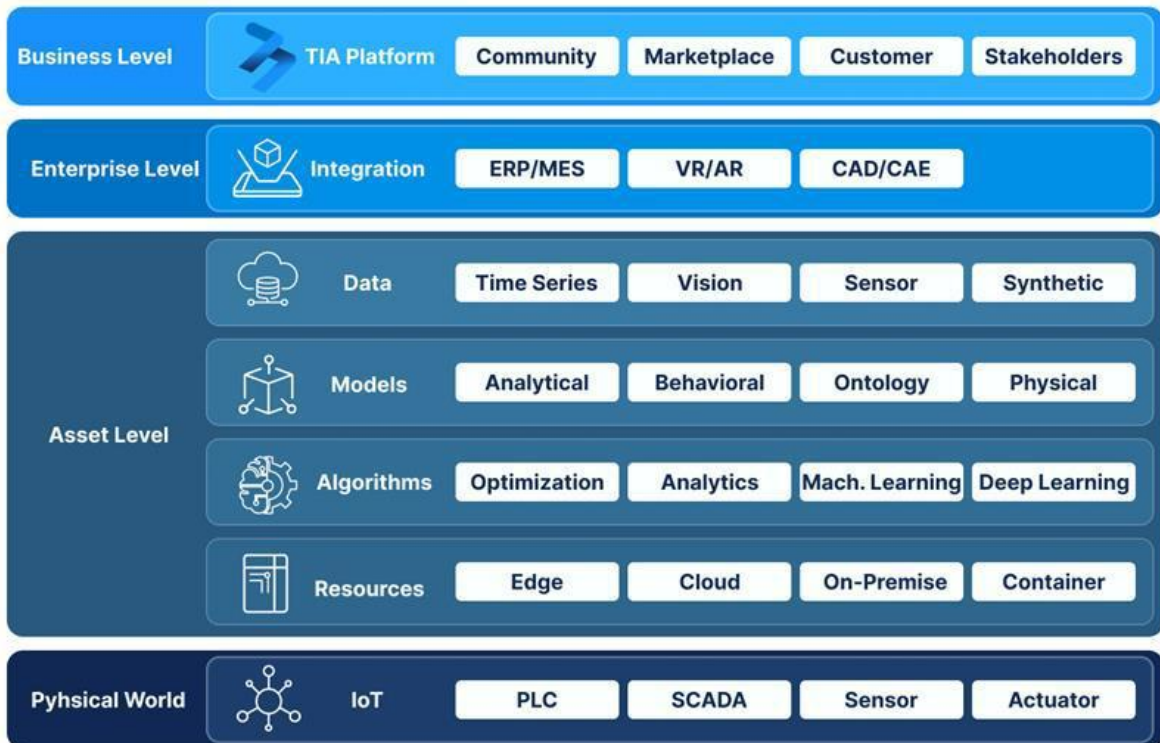 Business Level
TIA Platform
Community
Marketplace
Customer
Stakeholders
Enterprise Level
Integration
ERP/MES
VR/AR
CAD/CAE
Asset Level
Data
Time Series
Vision
Sensor
Synthetic
Models
Analytical
Behavioral
Ontology
Physical
Algorithms
Optimization
Analytics
Mach. Learning
Deep Learning
Resources
Edge
Cloud
On-Premise
Container
Pyhsical World
IoT
PLC
SCADA
Sensor
Actuator